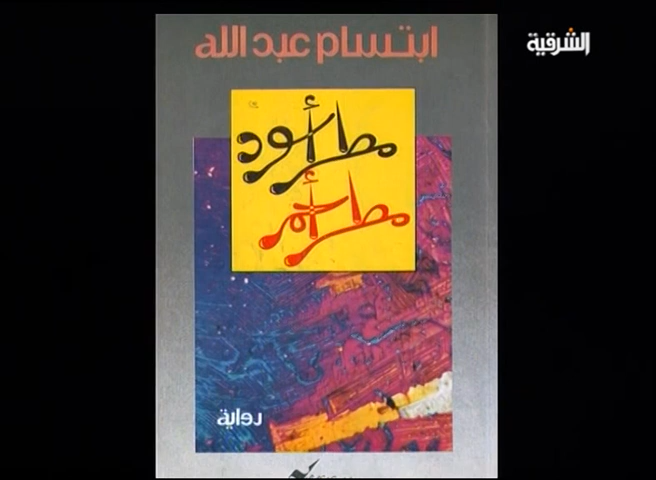 ابتسام عبد الله
الشرقية
مطر أسود
مطر أحمر
رواية